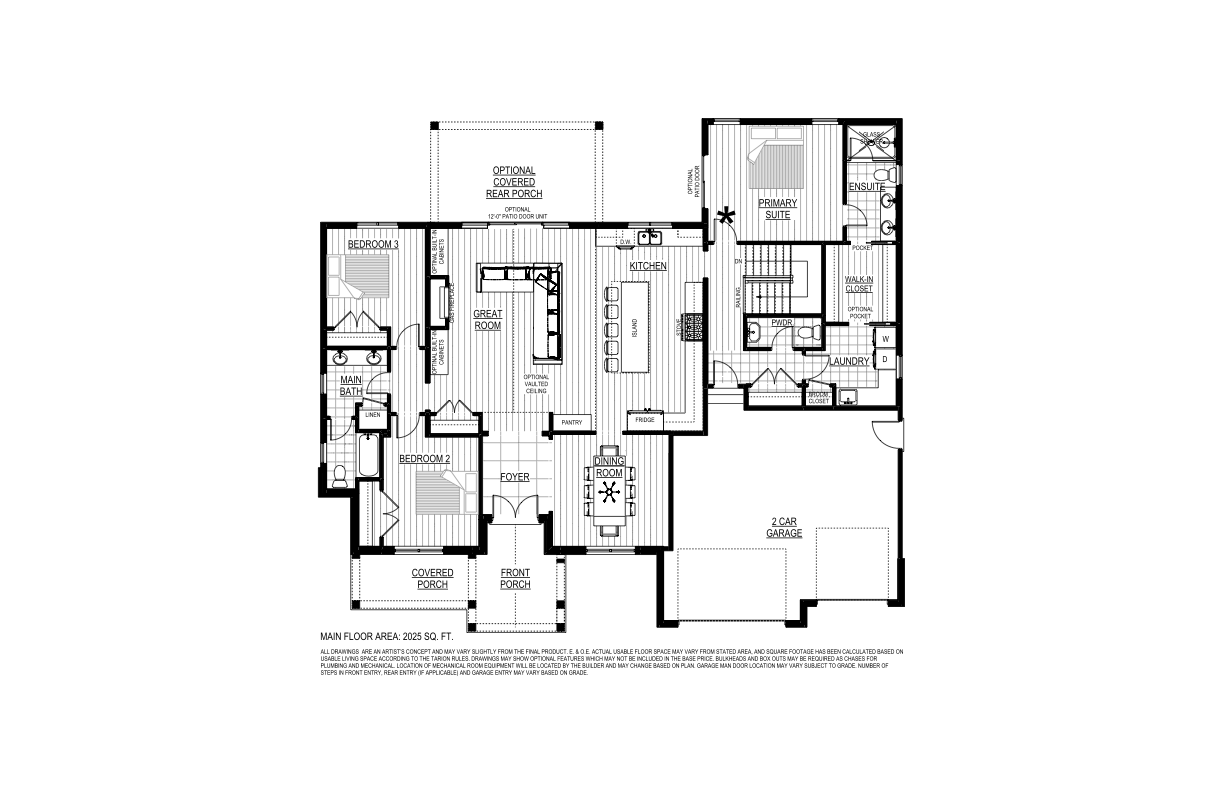 GLASS
SHOWER
OPTIONAL
COVERED
REAR PORCH
OPTIONAL
PATIO DOOR
ENSUITE
PRIMARY
SUITE
OPTIONAL
12'-0" PATIO DOOR UNIT
BEDROOM 3
OPTIONAL BUILT-IN
CABINETS
D.W.
POCKET
KITCHEN
DN
WALK-IN
CLOSET
GAS FIREPLACE
RAILING
GREAT
ROOM
OPTIONAL
POCKET
ISLAND
STOVE
PWDR
W
OPTIONAL BUILT-IN
CABINETS
LAUNDRY
D
MAIN
BATH
OPTIONAL
VAULTED
CEILING
BROOM
CLOSET
LINEN
PANTRY
FRIDGE
BEDROOM 2
DINING
ROOM
FOYER
2 CAR
GARAGE
COVERED
PORCH
FRONT
PORCH
MAIN FLOOR AREA: 2025 SQ. FT.
ALL DRAWINGS ARE AN ARTIST'S CONCEPT AND MAY VARY SLIGHTLY FROM THE FINAL PRODUCT. E. & O.E. ACTUAL USABLE FLOOR SPACE MAY VARY FROM STATED AREA, AND SQUARE FOOTAGE HAS BEEN CALCULATED BASED ON
USABLE LIVING SPACE ACCORDING TO THE TARION RULES. DRAWINGS MAY SHOW OPTIONAL FEATURES WHICH MAY NOT BE INCLUDED IN THE BASE PRICE. BULKHEADS AND BOX OUTS MAY BE REQUIRED AS CHASES FOR
PLUMBING AND MECHANICAL. LOCATION OF MECHANICAL ROOM EQUIPMENT WILL BE LOCATED BY THE BUILDER AND MAY CHANGE BASED ON PLAN. GARAGE MAN DOOR LOCATION MAY VARY SUBJECT TO GRADE. NUMBER OF
STEPS IN FRONT ENTRY, REAR ENTRY (IF APPLICABLE) AND GARAGE ENTRY MAY VARY BASED ON GRADE.